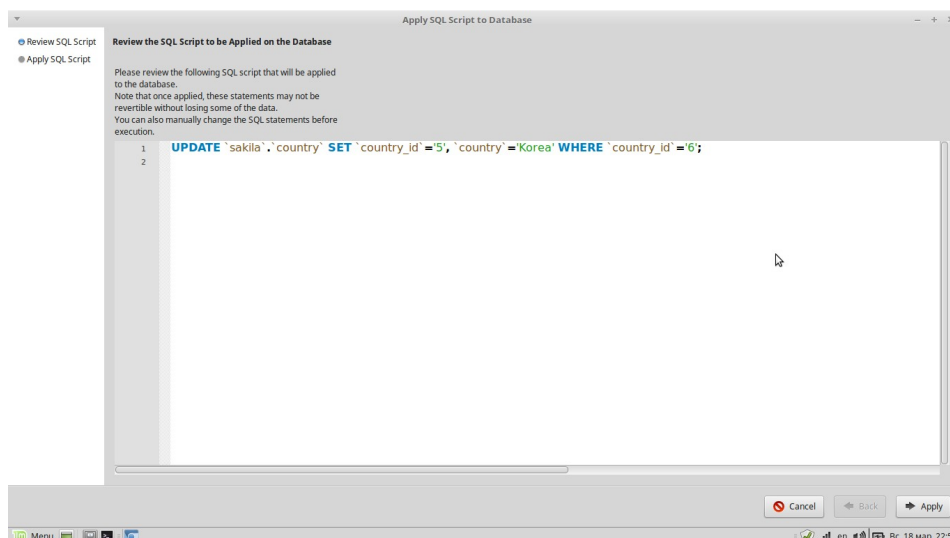 Apply SQL Script to Database
Review SQL Script
Apply SQL Script
Review the SQL Script to be Applied on the Database
Please review the following SQL script that will be applied
to the database.
Note that once applied, these statements may not be
revertible without losing some of the data.
You can also manually change the SQL statements before
execution.
1 UPDATE `sakila`.`country` SET `country_id`='5', `country`='Korea' WHERE `country_id`='6';
2
Cancel Back Apply
Menu en Вс, 18 мар, 22: